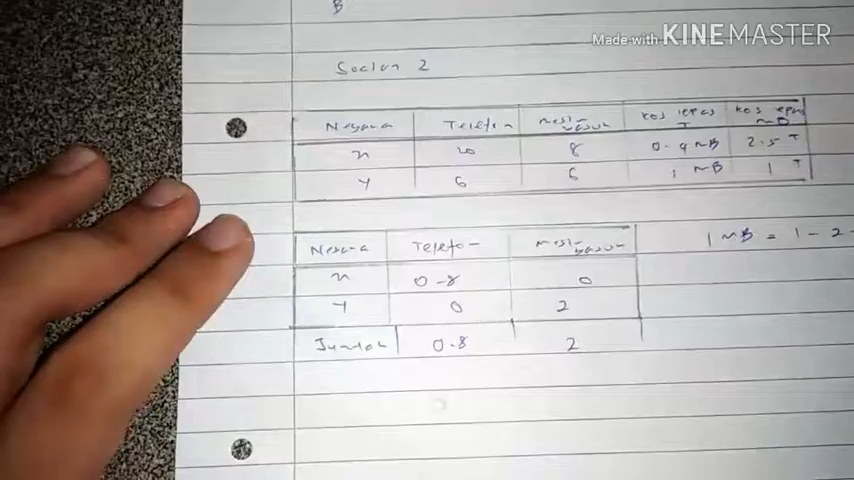 B
Made with KINEMASTER
Soalan 2
Negara Telefon mesin basuh kos lepas T kos lepas MB
x 20 8 0.4 MB 2.5 T
y 6 6 1 MB 1 T
Negara Telefon mesin basuh
x 0.8 0
y 0 2
Jumlah 0.8 2
1 MB = 1 - 2 -